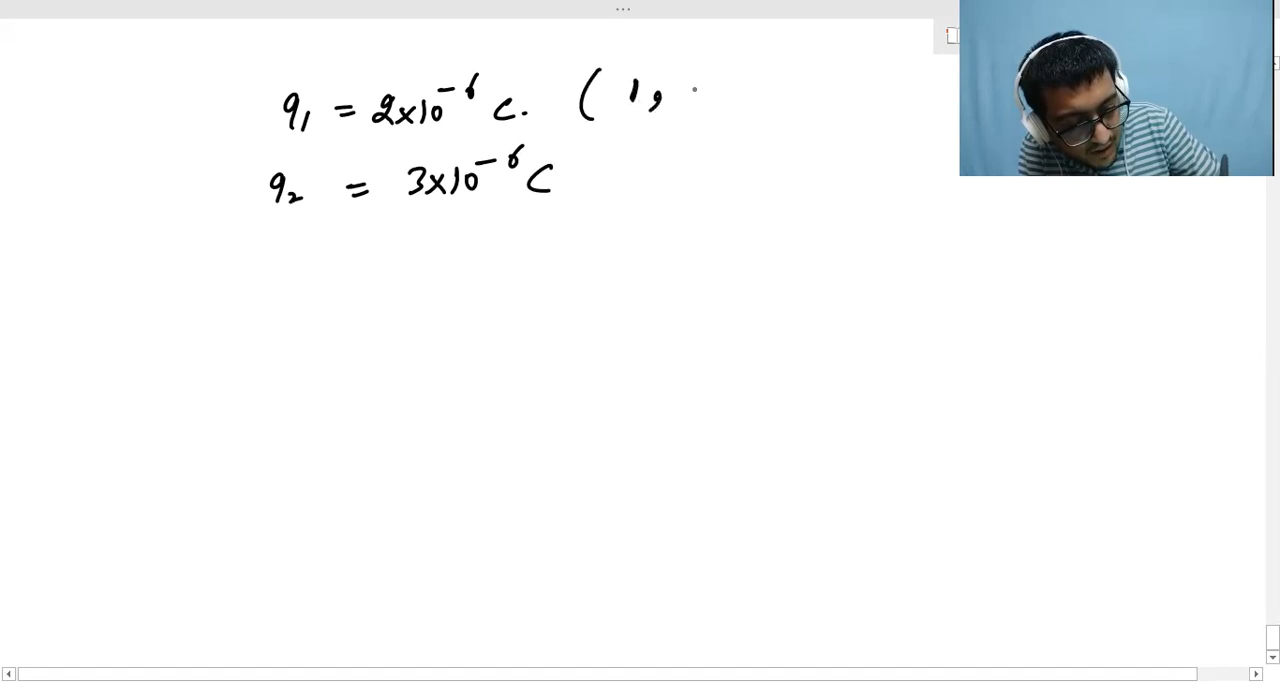 q₁ = 2×10⁻⁶ C. ( 1,
q₂ = 3×10⁻⁶ C